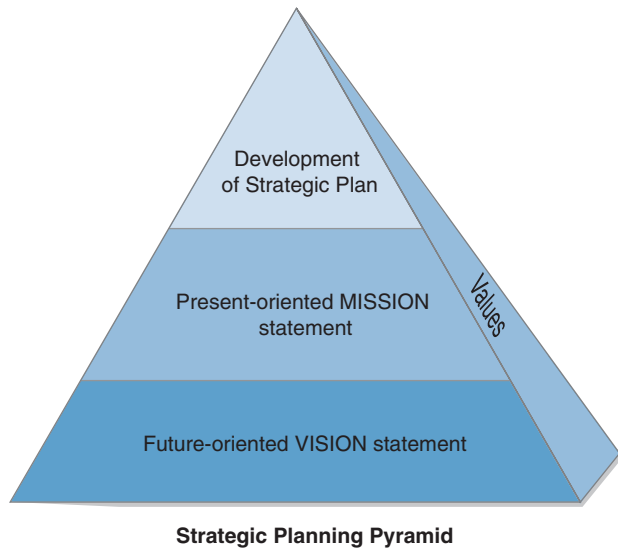 Development
of Strategic Plan
Present-oriented MISSION
statement
Values
Future-oriented VISION statement
Strategic Planning Pyramid